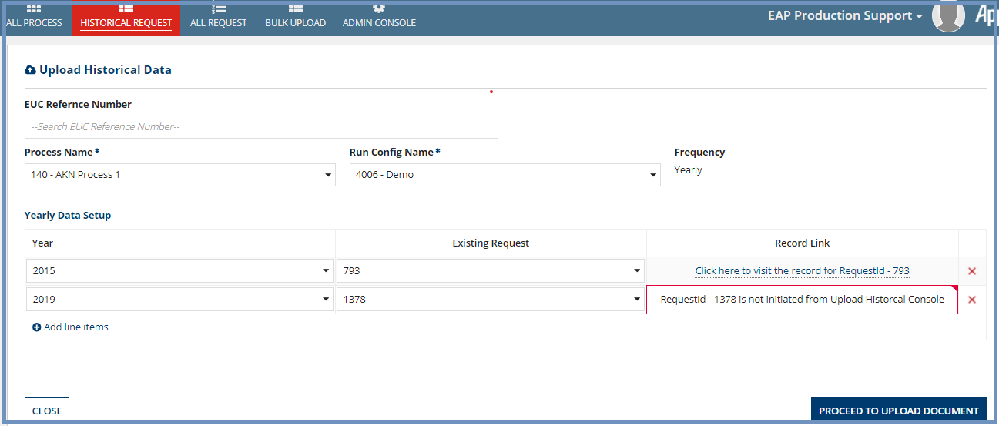 ALL PROCESS
HISTORICAL REQUEST
ALL REQUEST
BULK UPLOAD
ADMIN CONSOLE
EAP Production Support
Ap
Upload Historical Data
EUC Refernce Number
--Search EUC Reference Number--
Process Name *
Run Config Name *
Frequency
140 - AKN Process 1
4006 - Demo
Yearly
Yearly Data Setup
Year
Existing Request
Record Link
2015
793
Click here to visit the record for RequestId - 793
2019
1378
RequestId - 1378 is not initiated from Upload Historcal Console
Add line items
CLOSE
PROCEED TO UPLOAD DOCUMENT